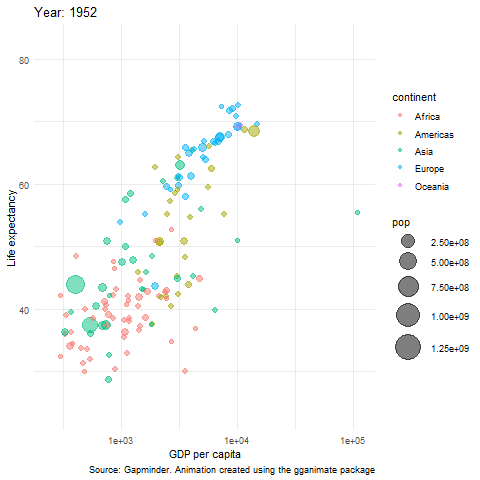 Year: 1952
80
60
40
Life expectancy
1e+03
1e+04
1e+05
GDP per capita
continent
Africa
Americas
Asia
Europe
Oceania
pop
2.50e+08
5.00e+08
7.50e+08
1.00e+09
1.25e+09
Source: Gapminder. Animation created using the gganimate package